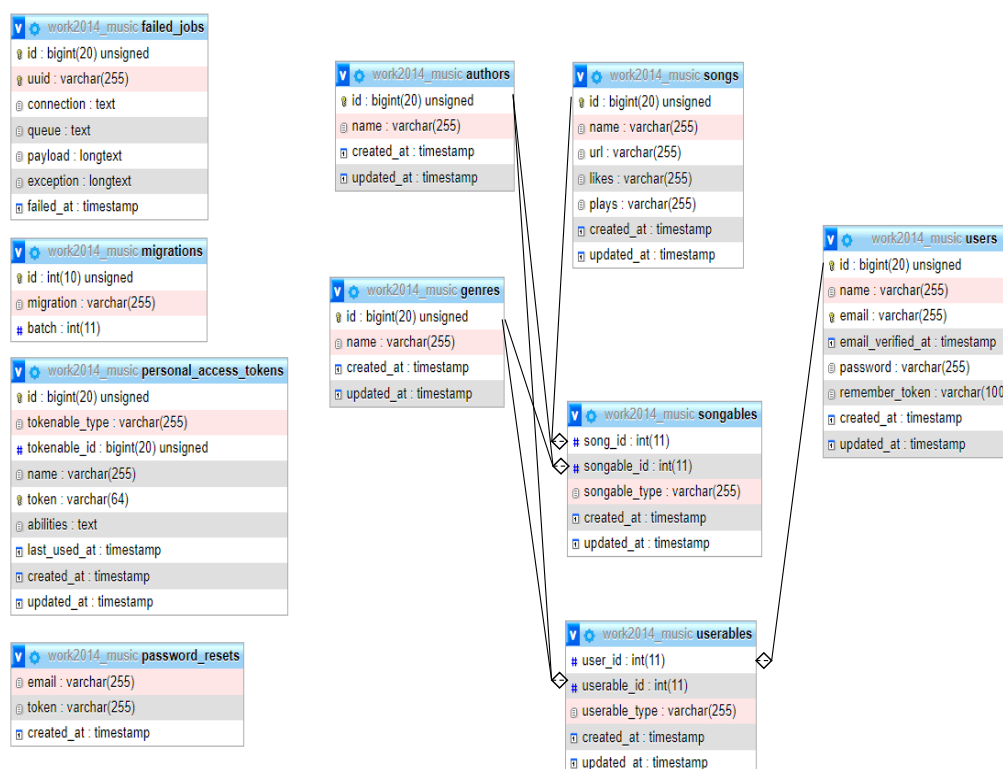 v work2014_music failed_jobs
id : bigint(20) unsigned
uuid : varchar(255)
connection : text
queue : text
payload : longtext
exception : longtext
failed_at : timestamp
v work2014_music migrations
id : int(10) unsigned
migration : varchar(255)
# batch : int(11)
v work2014_music personal_access_tokens
id : bigint(20) unsigned
tokenable_type : varchar(255)
# tokenable_id : bigint(20) unsigned
name : varchar(255)
token : varchar(64)
abilities : text
last_used_at : timestamp
created_at : timestamp
updated_at : timestamp
v work2014_music password_resets
email : varchar(255)
token : varchar(255)
created_at : timestamp
v work2014_music authors
id : bigint(20) unsigned
name : varchar(255)
created_at : timestamp
updated_at : timestamp
v work2014_music genres
id : bigint(20) unsigned
name : varchar(255)
created_at : timestamp
updated_at : timestamp
v work2014_music songs
id : bigint(20) unsigned
name : varchar(255)
url : varchar(255)
likes : varchar(255)
plays : varchar(255)
created_at : timestamp
updated_at : timestamp
v work2014_music songables
# song_id : int(11)
# songable_id : int(11)
songable_type : varchar(255)
created_at : timestamp
updated_at : timestamp
v work2014_music userables
# user_id : int(11)
# userable_id : int(11)
userable_type : varchar(255)
created_at : timestamp
updated_at : timestamp
v work2014_music users
id : bigint(20) unsigned
name : varchar(255)
email : varchar(255)
email_verified_at : timestamp
password : varchar(255)
remember_token : varchar(100
created_at : timestamp
updated_at : timestamp